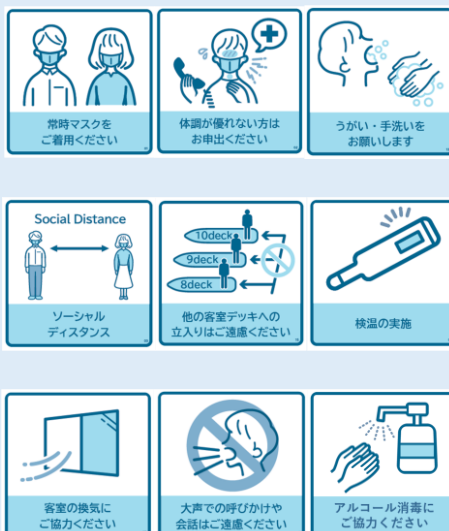 常時マスクを
ご着用ください
体調が優れない方は
お申出ください
うがい・手洗いを
お願いします
Social Distance
ソーシャル
ディスタンス
10deck
9deck
8deck
他の客室デッキへの
立入りはご遠慮ください
検温の実施
客室の換気に
ご協力ください
大声での呼びかけや
会話はご遠慮ください
アルコール消毒に
ご協力ください